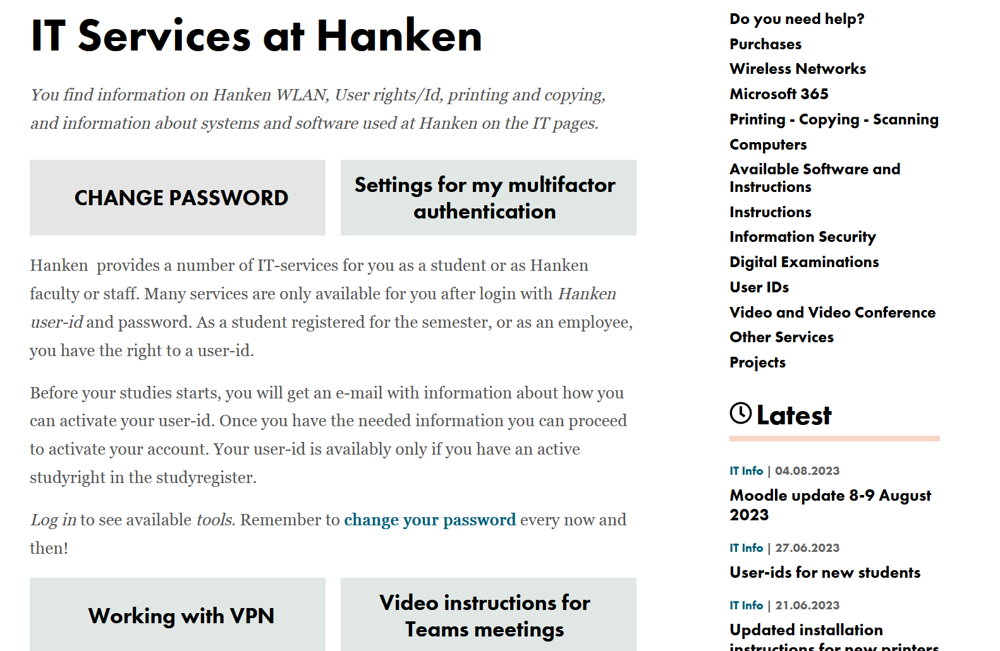 IT Services at Hanken
You find information on Hanken WLAN, User rights/Id, printing and copying,
and information about systems and software used at Hanken on the IT pages.
CHANGE PASSWORD
Settings for my multifactor
authentication
Hanken  provides a number of IT-services for you as a student or as Hanken
faculty or staff. Many services are only available for you after login with Hanken
user-id and password. As a student registered for the semester, or as an employee,
you have the right to a user-id.
Before your studies starts, you will get an e-mail with information about how you
can activate your user-id. Once you have the needed information you can proceed
to activate your account. Your user-id is availably only if you have an active
studyright in the studyregister.
Log in to see available tools. Remember to change your password every now and
then!
Working with VPN
Video instructions for
Teams meetings
Do you need help?
Purchases
Wireless Networks
Microsoft 365
Printing - Copying - Scanning
Computers
Available Software and
Instructions
Instructions
Information Security
Digital Examinations
User IDs
Video and Video Conference
Other Services
Projects
Latest
IT Info | 04.08.2023
Moodle update 8-9 August
2023
IT Info | 27.06.2023
User-ids for new students
IT Info | 21.06.2023
Updated installation
instructions for new printers